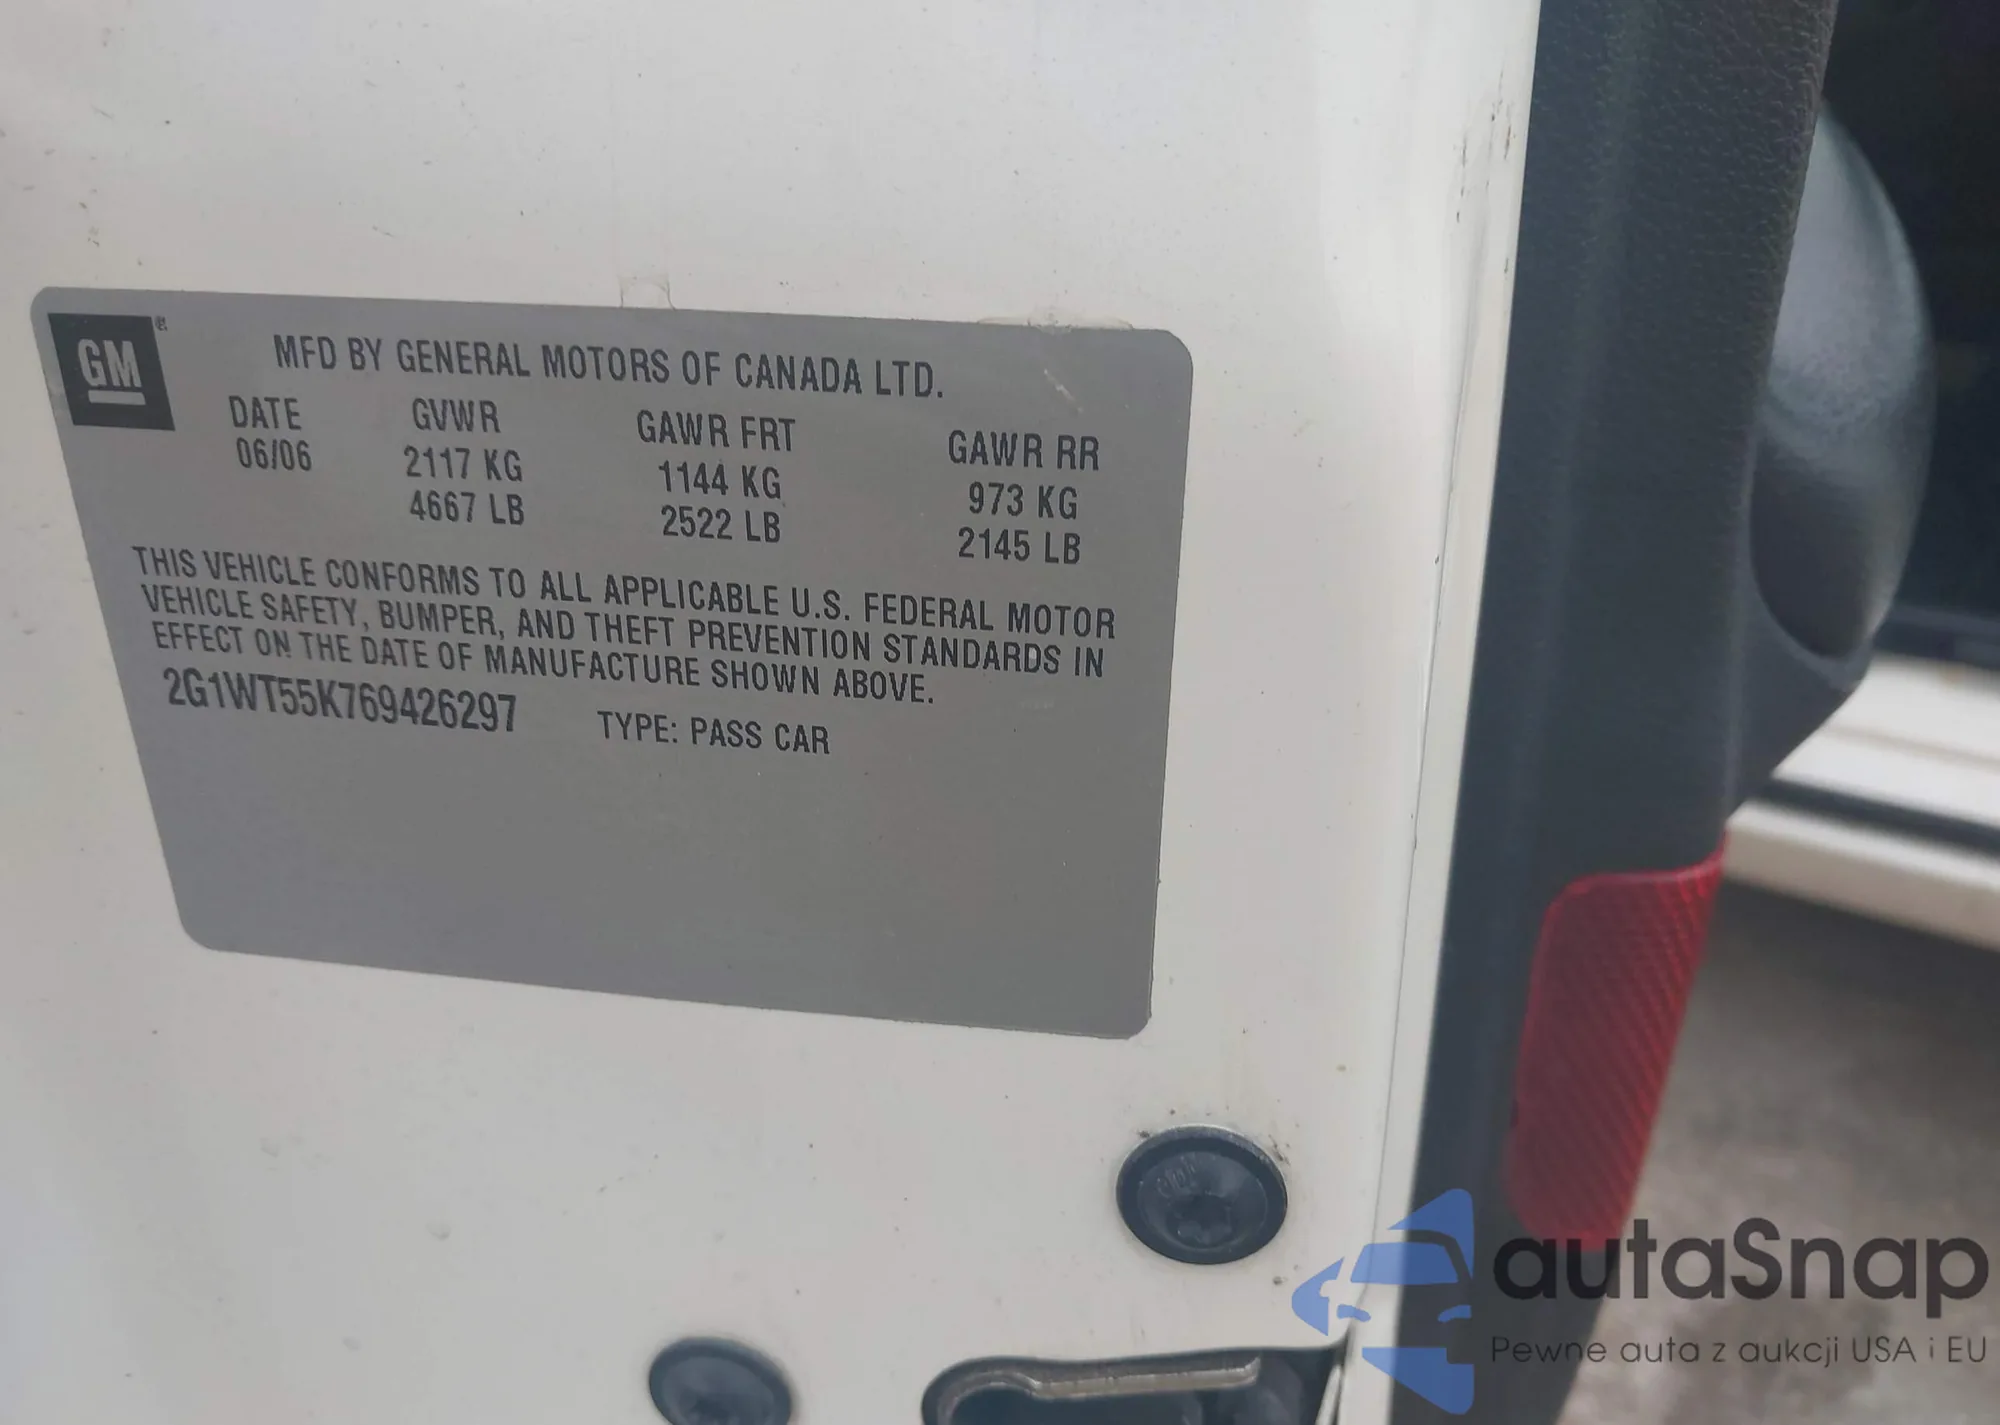 GM
MFD BY GENERAL MOTORS OF CANADA LTD.
DATE GVWR GAWR FRT GAWR RR
06/06 2117 KG 1144 KG 973 KG
4667 LB 2522 LB 2145 LB
THIS VEHICLE CONFORMS TO ALL APPLICABLE U.S. FEDERAL MOTOR
VEHICLE SAFETY, BUMPER, AND THEFT PREVENTION STANDARDS IN
EFFECT ON THE DATE OF MANUFACTURE SHOWN ABOVE.
2G1WT55K769426297 TYPE: PASS CAR
autaSnap
Pewne auta z aukcji USA i EU